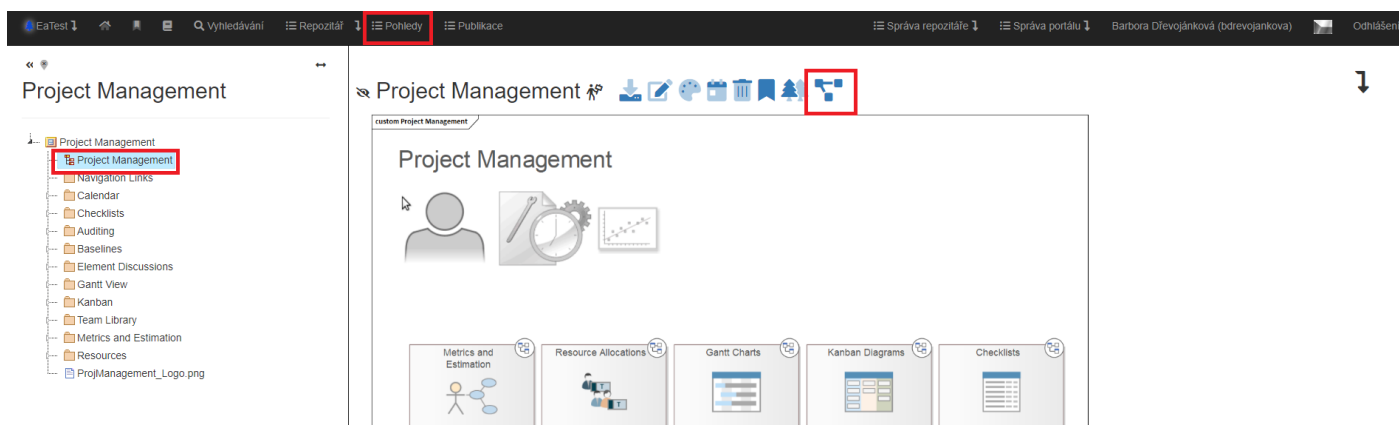 EaTest Vyhledávání Repozitář Pohledy Publikace Správa repozitáře Správa portálu Barbora Dřevojánková (bdrevojankova) Odhlášení
Project Management
Project Management
Project Management
Navigation Links
Calendar
Checklists
Auditing
Baselines
Element Discussions
Gantt View
Kanban
Team Library
Metrics and Estimation
Resources
ProjManagement_Logo.png
Project Management
custom Project Management
Project Management
Metrics and
Estimation
Resource Allocations
Gantt Charts
Kanban Diagrams
Checklists
T
T